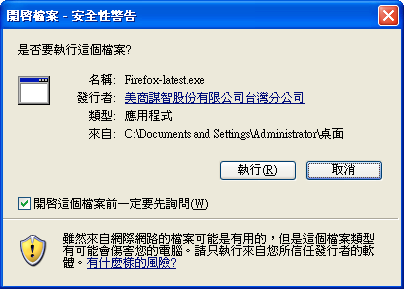 開啓檔案 - 安全性警告
是否要執行這個檔案?
名稱: Firefox-latest.exe
發行者: 美商謀智股份有限公司台灣分公司
類型: 應用程式
來自: C:\Documents and Settings\Administrator\桌面
執行(R) 取消
開啓這個檔案前一定要先詢問(W)
雖然來自網際網路的檔案可能是有用的，但是這個檔案類型
有可能會傷害您的電腦。請只執行來自您所信任發行者的軟
體。有什麼樣的風險?